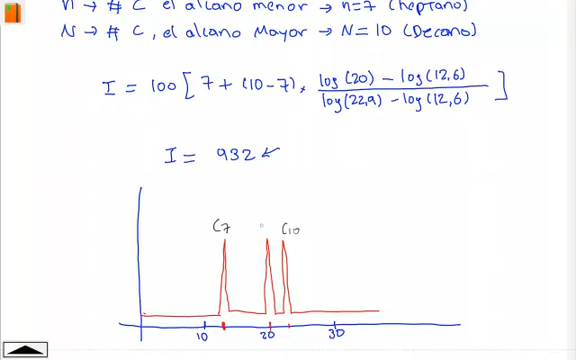 n → # C el alcano menor → n=7 (Heptano)
N → # C, el alcano Mayor → N=10 (Decano)
I = 100 [ 7 + (10-7) * log(20) - log(12,6) / log(22,9) - log(12,6) ]
I = 932 ←
C7 C10
10 20 30